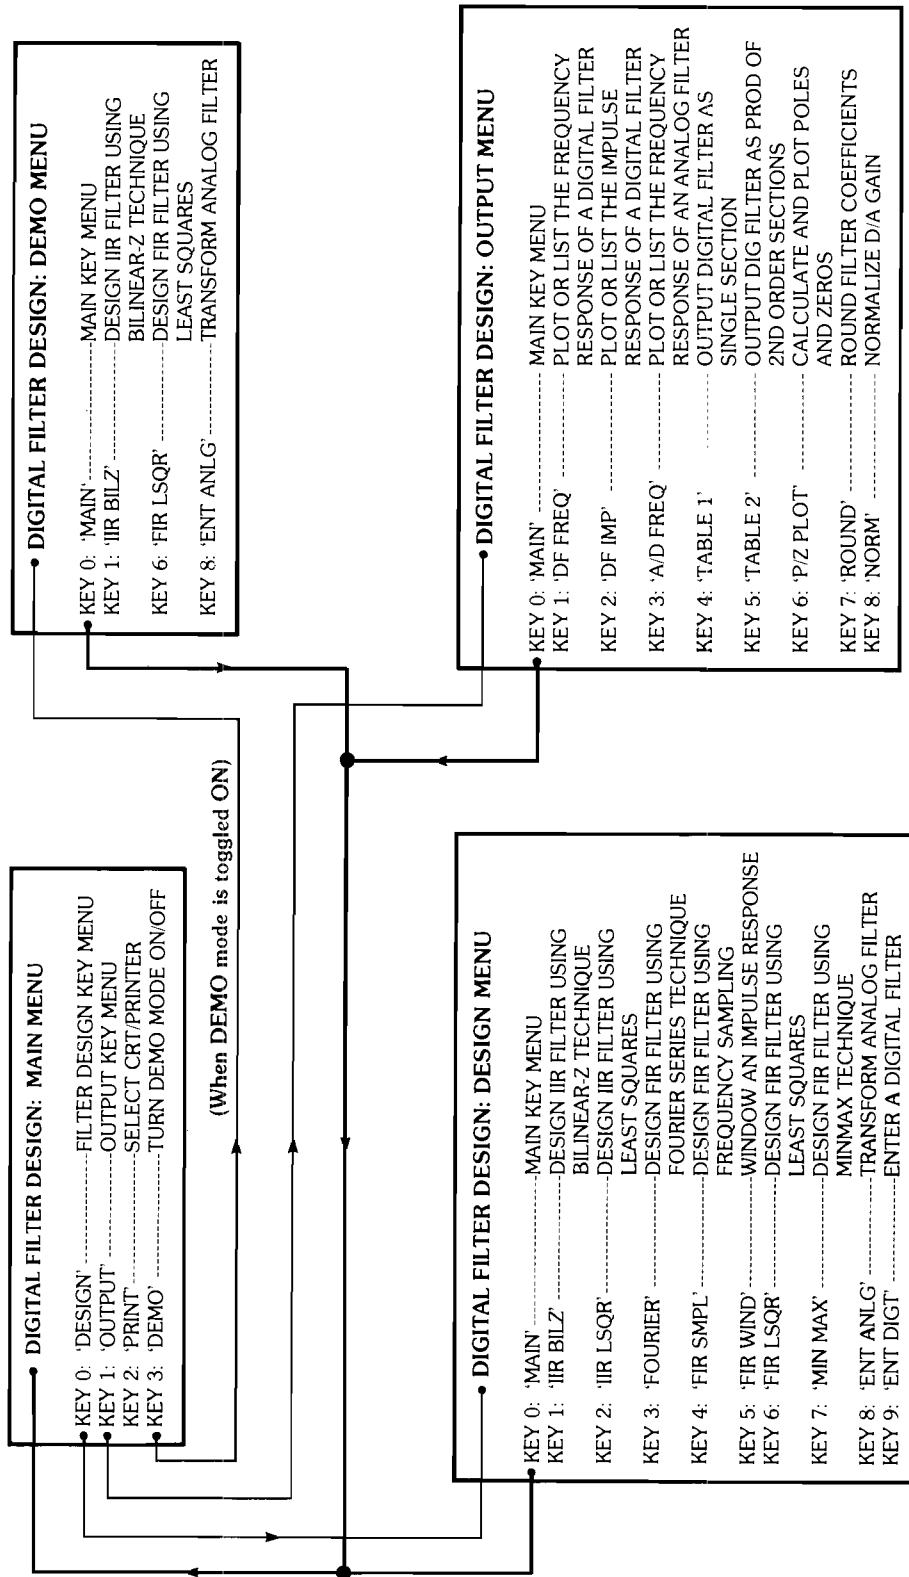 DIGITAL FILTER DESIGN: MAIN MENU
KEY 0: 'DESIGN' ----------- FILTER DESIGN KEY MENU
KEY 1: 'OUTPUT' ----------- OUTPUT KEY MENU
KEY 2: 'PRINT' ----------- SELECT CRT/PRINTER
KEY 3: 'DEMO' ----------- TURN DEMO MODE ON/OFF
(When DEMO mode is toggled ON)
DIGITAL FILTER DESIGN: DEMO MENU
KEY 0: 'MAIN' ----------- MAIN KEY MENU
KEY 1: 'IIR BILZ' ----------- DESIGN IIR FILTER USING
BILINEAR-Z TECHNIQUE
KEY 6: 'FIR LSQR' ----------- DESIGN FIR FILTER USING
LEAST SQUARES
KEY 8: 'ENT ANLG' ----------- TRANSFORM ANALOG FILTER
DIGITAL FILTER DESIGN: DESIGN MENU
KEY 0: 'MAIN' ----------- MAIN KEY MENU
KEY 1: 'IIR BILZ' ----------- DESIGN IIR FILTER USING
BILINEAR-Z TECHNIQUE
KEY 2: 'IIR LSQR' ----------- DESIGN IIR FILTER USING
LEAST SQUARES
KEY 3: 'FOURIER' ----------- DESIGN FIR FILTER USING
FOURIER SERIES TECHNIQUE
KEY 4: 'FIR SMPL' ----------- DESIGN FIR FILTER USING
FREQUENCY SAMPLING
KEY 5: 'FIR WIND' ----------- WINDOW AN IMPULSE RESPONSE
KEY 6: 'FIR LSQR' ----------- DESIGN FIR FILTER USING
LEAST SQUARES
KEY 7: 'MIN MAX' ----------- DESIGN FIR FILTER USING
MINMAX TECHNIQUE
KEY 8: 'ENT ANLG' ----------- TRANSFORM ANALOG FILTER
KEY 9: 'ENT DIGT' ----------- ENTER A DIGITAL FILTER
DIGITAL FILTER DESIGN: OUTPUT MENU
KEY 0: 'MAIN' ----------- MAIN KEY MENU
KEY 1: 'DF FREQ' ----------- PLOT OR LIST THE FREQUENCY
RESPONSE OF A DIGITAL FILTER
KEY 2: 'DF IMP' ----------- PLOT OR LIST THE IMPULSE
RESPONSE OF A DIGITAL FILTER
KEY 3: 'A/D FREQ' ----------- PLOT OR LIST THE FREQUENCY
RESPONSE OF AN ANALOG FILTER
KEY 4: 'TABLE 1' ----------- OUTPUT DIGITAL FILTER AS
SINGLE SECTION
KEY 5: 'TABLE 2' ----------- OUTPUT DIG FILTER AS PROD OF
2ND ORDER SECTIONS
KEY 6: 'P/Z PLOT' ----------- CALCULATE AND PLOT POLES
AND ZEROS
KEY 7: 'ROUND' ----------- ROUND FILTER COEFFICIENTS
KEY 8: 'NORM' ----------- NORMALIZE D/A GAIN